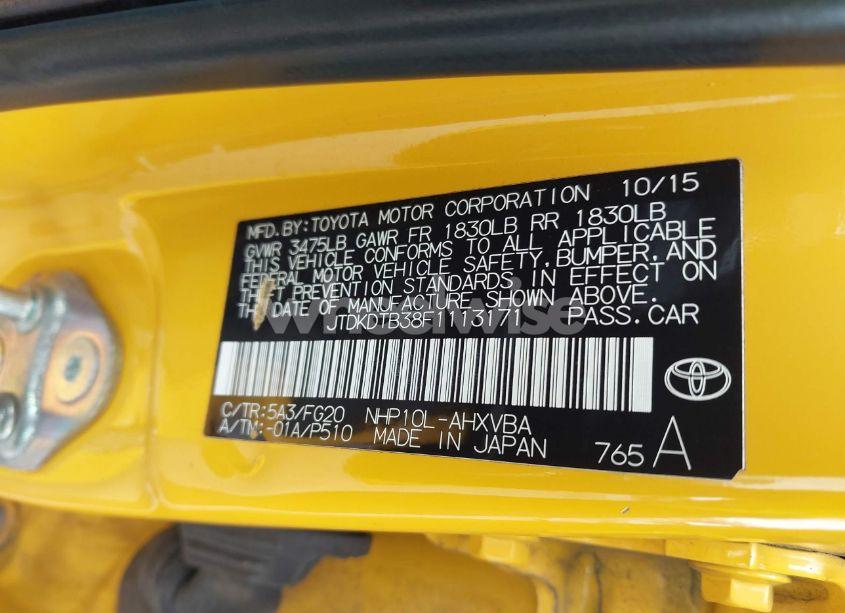 MFD.BY:TOYOTA MOTOR CORPORATION 10/15
GVWR 3475LB GAWR FR 1830LB RR 1830LB
THIS VEHICLE CONFORMS TO ALL APPLICABLE
FEDERAL MOTOR VEHICLE SAFETY,BUMPER,AND
THEFT PREVENTION STANDARDS IN EFFECT ON
THE DATE OF MANUFACTURE SHOWN ABOVE.
JTDKDTB38F1113171 PASS.CAR
C/TR:5A3/FG20 NHP10L-AHXVBA
A/TM:-01A/P510 MADE IN JAPAN 765 A